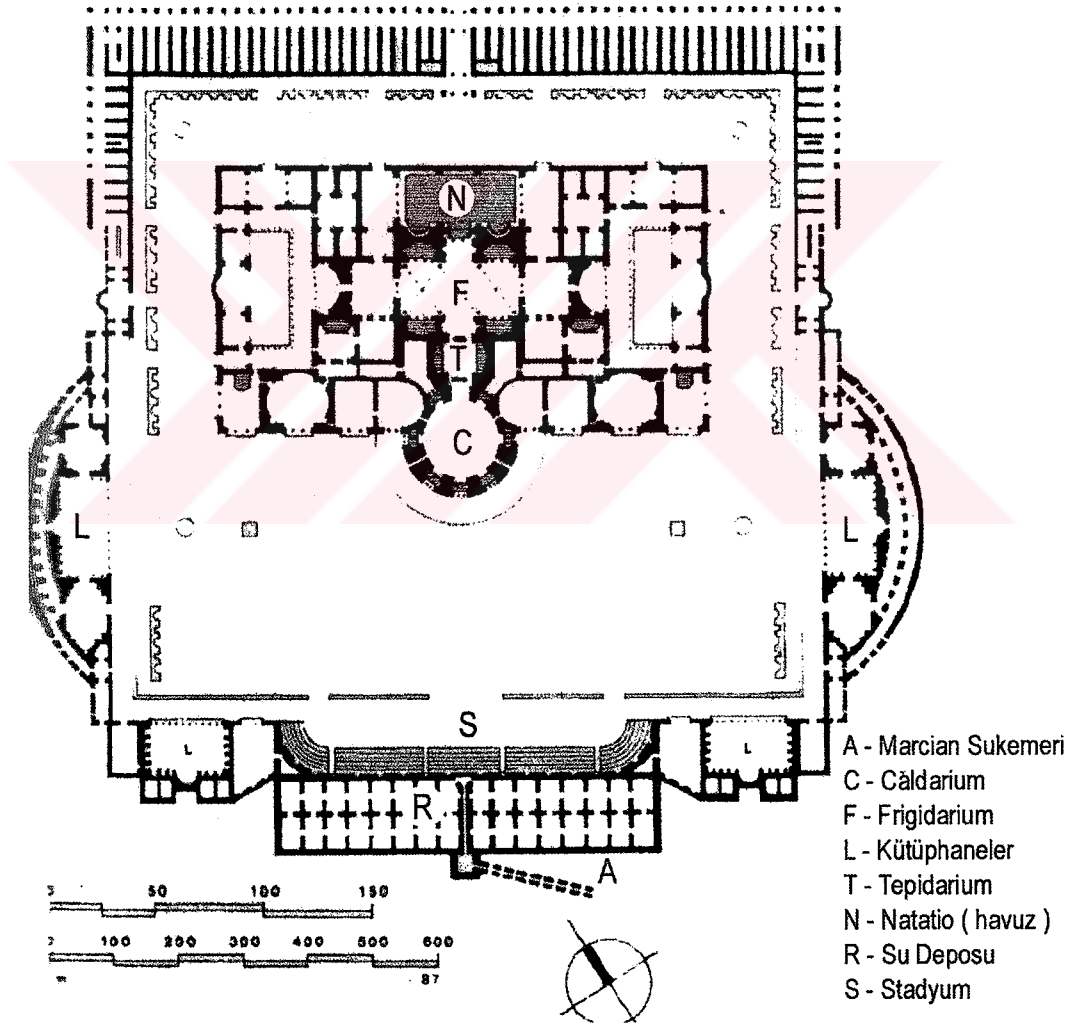 N
F
T
C
L L
S
L L
R
A
A - Marcian Sukemeri
C - Caldarium
F - Frigidarium
L - Kütüphaneler
T - Tepidarium
N - Natatio ( havuz )
R - Su Deposu
S - Stadyum
50 100 150
100 200 300 400 500 600
87